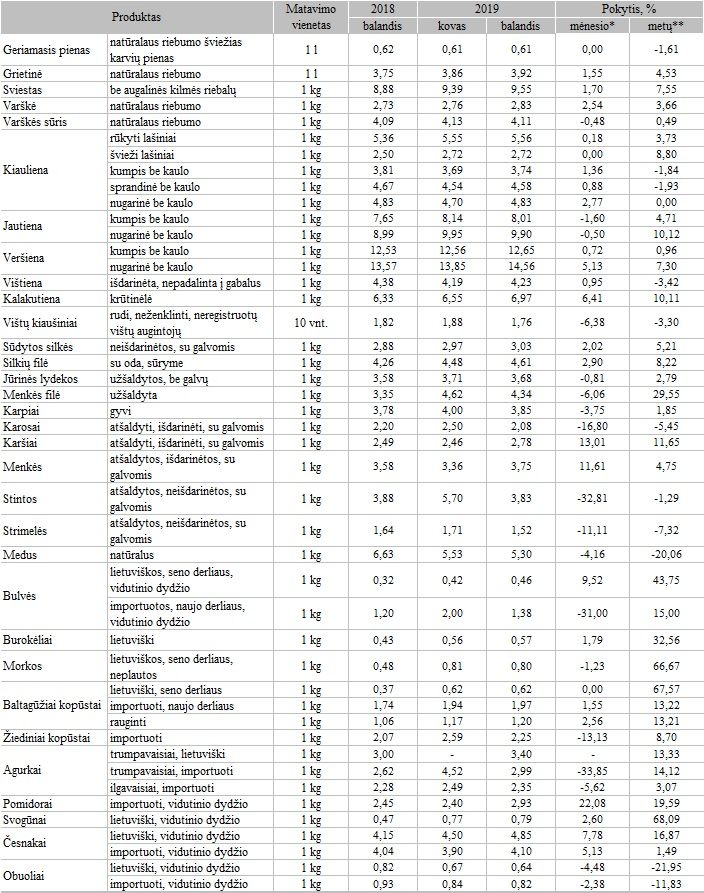 Produktas Matavimo vienetas 2018 2019 Pokytis, %
balandis kovas balandis mėnesio* metų**
Geriamasis pienas natūralaus riebumo šviežias karvių pienas 1 l 0,62 0,61 0,61 0,00 -1,61
Grietinė natūralaus riebumo 1 l 3,75 3,86 3,92 1,55 4,53
Sviestas be augalinės kilmės riebalų 1 kg 8,88 9,39 9,55 1,70 7,55
Varškė natūralaus riebumo 1 kg 2,73 2,76 2,83 2,54 3,66
Varškės sūris natūralaus riebumo 1 kg 4,09 4,13 4,11 -0,48 0,49
Kiauliena rūkyti lašiniai 1 kg 5,36 5,55 5,56 0,18 3,73
švieži lašiniai 1 kg 2,50 2,72 2,72 0,00 8,80
kumpis be kaulo 1 kg 3,81 3,69 3,74 1,36 -1,84
sprandinė be kaulo 1 kg 4,67 4,54 4,58 0,88 -1,93
nugarinė be kaulo 1 kg 4,83 4,70 4,83 2,77 0,00
Jautiena kumpis be kaulo 1 kg 7,65 8,14 8,01 -1,60 4,71
nugarinė be kaulo 1 kg 8,99 9,95 9,90 -0,50 10,12
Veršiena kumpis be kaulo 1 kg 12,53 12,56 12,65 0,72 0,96
nugarinė be kaulo 1 kg 13,57 13,85 14,56 5,13 7,30
Vištiena išdarinėta, nepadalinta į gabalus 1 kg 4,38 4,19 4,23 0,95 -3,42
Kalakutiena krūtinėlė 1 kg 6,33 6,55 6,97 6,41 10,11
Vištų kiaušiniai rudi, neženklinti, neregistruotų vištų augintojų 10 vnt. 1,82 1,88 1,76 -6,38 -3,30
Sūdytos silkės neišdarinėtos, su galvomis 1 kg 2,88 2,97 3,03 2,02 5,21
Silkių filė su oda, sūryme 1 kg 4,26 4,48 4,61 2,90 8,22
Jūrinės lydekos užšaldytos, be galvų 1 kg 3,58 3,71 3,68 -0,81 2,79
Menkės filė užšaldyta 1 kg 3,35 4,62 4,34 -6,06 29,55
Karpiai gyvi 1 kg 3,78 4,00 3,85 -3,75 1,85
Karosai atšaldyti, išdarinėti, su galvomis 1 kg 2,20 2,50 2,08 -16,80 -5,45
Karšiai atšaldyti, išdarinėti, su galvomis 1 kg 2,49 2,46 2,78 13,01 11,65
Menkės atšaldytos, išdarinėtos, su galvomis 1 kg 3,58 3,36 3,75 11,61 4,75
Stintos atšaldytos, neišdarinėtos, su galvomis 1 kg 3,88 5,70 3,83 -32,81 -1,29
Strimelės atšaldytos, neišdarinėtos, su galvomis 1 kg 1,64 1,71 1,52 -11,11 -7,32
Medus natūralus 1 kg 6,63 5,53 5,30 -4,16 -20,06
Bulvės lietuviškos, seno derliaus, vidutinio dydžio 1 kg 0,32 0,42 0,46 9,52 43,75
importuotos, naujo derliaus, vidutinio dydžio 1 kg 1,20 2,00 1,38 -31,00 15,00
Burokėliai lietuviški 1 kg 0,43 0,56 0,57 1,79 32,56
Morkos lietuviškos, seno derliaus, neplautos 1 kg 0,48 0,81 0,80 -1,23 66,67
Baltagūžiai kopūstai lietuviški, seno derliaus 1 kg 0,37 0,62 0,62 0,00 67,57
importuoti, naujo derliaus 1 kg 1,74 1,94 1,97 1,55 13,22
rauginti 1 kg 1,06 1,17 1,20 2,56 13,21
Žiediniai kopūstai importuoti 1 kg 2,07 2,59 2,25 -13,13 8,70
Agurkai trumpavaisiai, lietuviški 1 kg 3,00 - 3,40 - 13,33
trumpavaisiai, importuoti 1 kg 2,62 4,52 2,99 -33,85 14,12
ilgavaisiai, importuoti 1 kg 2,28 2,49 2,35 -5,62 3,07
Pomidorai importuoti, vidutinio dydžio 1 kg 2,45 2,40 2,93 22,08 19,59
Svogūnai lietuviški, vidutinio dydžio 1 kg 0,47 0,77 0,79 2,60 68,09
Česnakai lietuviški, vidutinio dydžio 1 kg 4,15 4,50 4,85 7,78 16,87
importuoti, vidutinio dydžio 1 kg 4,04 3,90 4,10 5,13 1,49
Obuoliai lietuviški, vidutinio dydžio 1 kg 0,82 0,67 0,64 -4,48 -21,95
importuoti, vidutinio dydžio 1 kg 0,93 0,84 0,82 -2,38 -11,83